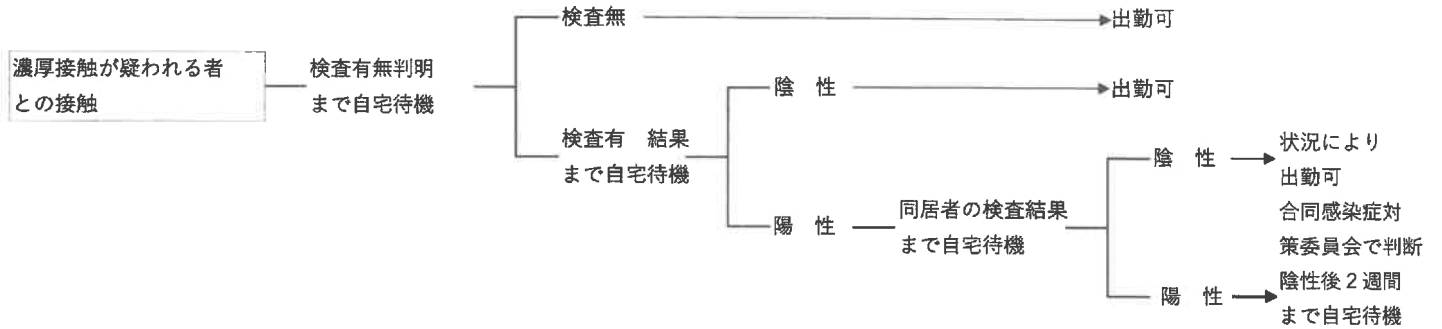 濃厚接触が疑われる者
との接触
検査有無判明
まで自宅待機
検査無
出勤可
検査有　結果
まで自宅待機
陰　性
出勤可
陽　性
同居者の検査結果
まで自宅待機
陰　性
状況により
出勤可
合同感染症対
策委員会で判断
陽　性
陰性後２週間
まで自宅待機